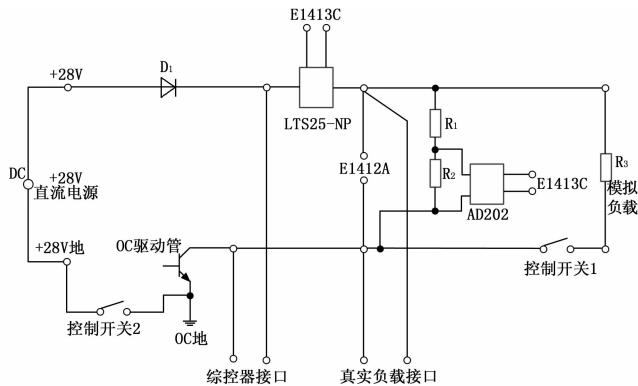 E1413C
+28V
D1
LTS25-NP
R1
DC
+28V
直流电源
E1412A
R2
R3
模拟
负载
E1413C
AD202
+28V地
OC驱动管
控制开关1
控制开关2
OC地
综控器接口
真实负载接口